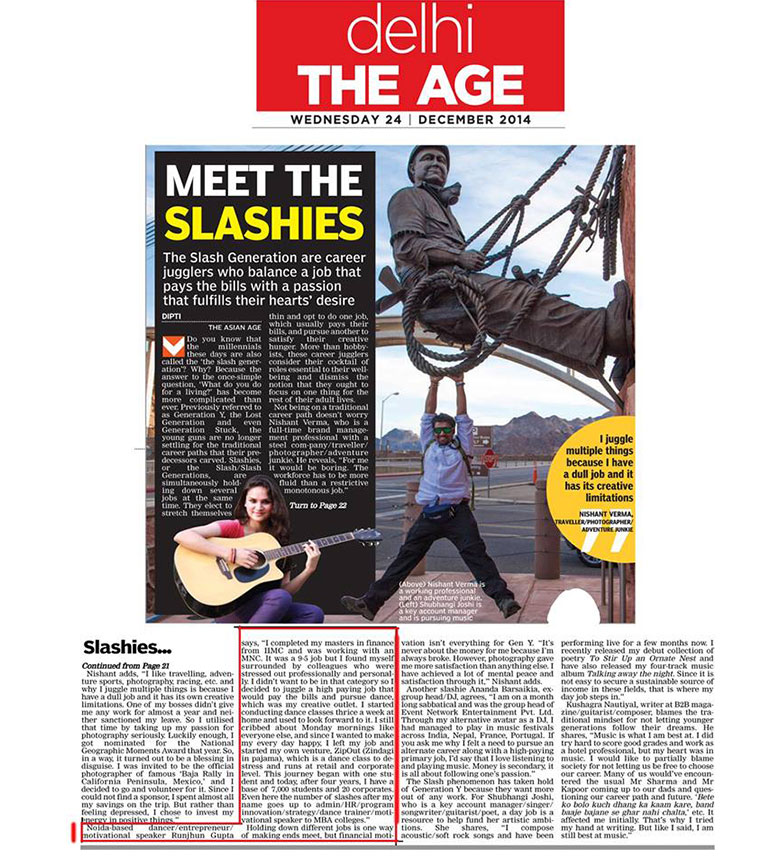 delhi
THE AGE
WEDNESDAY 24 | DECEMBER 2014
MEET THE
SLASHIES
The Slash Generation are career
jugglers who balance a job that
pays the bills with a passion
that fulfills their hearts' desire
DIPTI
THE ASIAN AGE
Do you know that
the millennials
these days are also
called the 'the slash gener-
ation'? Why? Because the
answer to the once-simple
question, 'What do you do
for a living?' has become
more complicated than
ever. Previously referred to
as Generation Y, the Lost
Generation and even
Generation Stuck, the
young guns are no longer
settling for the traditional
career paths that their pre-
decessors carved. Slashies,
or the Slash/Slash
Generations, are
simultaneously hold-
ing down several
jobs at the same
time. They elect to
stretch themselves
thin and opt to do one job,
which usually pays their
bills, and pursue another to
satisfy their creative
hunger. More than hobby-
ists, these career jugglers
consider their cocktail of
roles essential to their well-
being and dismiss the
notion that they ought to
focus on one thing for the
rest of their adult lives.
Not being on a traditional
career path doesn't worry
Nishant Verma, who is a
full-time brand manage-
ment professional with a
steel com-pany/traveller/
photographer/adventure
junkie. He reveals, "For me
it would be boring. The
workforce has to be more
fluid than a restrictive
monotonous job."
Turn to Page 22
I juggle
multiple things
because I have
a dull job and it
has its creative
limitations
NISHANT VERMA,
TRAVELLER/PHOTOGRAPHER/
ADVENTURE JUNKIE
(Above) Nishant Verma is
a working professional
and an adventure junkie.
(Left) Shubhangi Joshi is
a key account manager
and is pursuing music
Slashies...
Continued from Page 21
Nishant adds, "I like travelling, adven-
ture sports, photography, racing, etc. and
why I juggle multiple things is because I
have a dull job and it has its own creative
limitations. One of my bosses didn't give
me any work for almost a year and nei-
ther sanctioned my leave. So I utilised
that time by taking up my passion for
photography seriously. Luckily enough, I
got nominated for the National
Geographic Moments Award that year. So,
in a way, it turned out to be a blessing in
disguise. I was invited to be the official
photographer of famous 'Baja Rally in
California Peninsula, Mexico,' and I
decided to go and volunteer for it. Since I
could not find a sponsor, I spent almost all
my savings on the trip. But rather than
feeling depressed, I chose to invest my
energy in positive things."
Noida-based dancer/entrepreneur/
motivational speaker Runjhun Gupta
says, "I completed my masters in finance
from IIMC and was working with an
MNC. It was a 9-5 job but I found myself
surrounded by colleagues who were
stressed out professionally and personal-
ly. I didn't want to be in that category so I
decided to juggle a high paying job that
would pay the bills and pursue dance,
which was my creative outlet. I started
conducting dance classes thrice a week at
home and used to look forward to it. I still
cribbed about Monday mornings like
everyone else, and since I wanted to make
my every day happy, I left my job and
started my own venture, ZipOut (Zindagi
in pajama), which is a dance class to de-
stress and runs at retail and corporate
level. This journey began with one stu-
dent and today, after four years, I have a
base of 7,000 students and 20 corporates.
Even here the number of slashes after my
name goes up to admin/HR/program
innovation/strategy/dance trainer/moti-
vational speaker to MBA colleges."
Holding down different jobs is one way
of making ends meet, but financial moti-
vation isn't everything for Gen Y. "It's
never about the money for me because I'm
always broke. However, photography gave
me more satisfaction than anything else. I
have achieved a lot of mental peace and
satisfaction through it," Nishant adds.
Another slashie Ananda Barsaikia, ex-
group head/DJ, agrees, "I am on a month
long sabbatical and was the group head of
Event Network Entertainment Pvt. Ltd.
Through my alternative avatar as a DJ, I
had managed to play in music festivals
across India, Nepal, France, Portugal. If
you ask me why I felt a need to pursue an
alternate career along with a high-paying
primary job, I'd say that I love listening to
and playing music. Money is secondary, it
is all about following one's passion."
The Slash phenomenon has taken hold
of Generation Y because they want more
out of any work. For Shubhangi Joshi,
who is a key account manager/singer/
songwriter/guitarist/poet, a day job is a
resource to help fund her artistic ambi-
tions. She shares, "I compose
acoustic/soft rock songs and have been
performing live for a few months now. I
recently released my debut collection of
poetry To Stir Up an Ornate Nest and
have also released my four-track music
album Talking away the night. Since it is
not easy to secure a sustainable source of
income in these fields, that is where my
day job steps in."
Kushagra Nautiyal, writer at B2B maga-
zine/guitarist/composer, blames the tra-
ditional mindset for not letting younger
generations follow their dreams. He
shares, "Music is what I am best at. I did
try hard to score good grades and work as
a hotel professional, but my heart was in
music. I would like to partially blame
society for not letting us be free to choose
our career. Many of us would've encoun-
tered the usual Mr Sharma and Mr
Kapoor coming up to our dads and ques-
tioning our career path and future. 'Bete
ko bolo kuch dhang ka kaam kare, band
baaje bajane se ghar nahi chalta,' etc. It
affected me initially. That's why I tried
my hand at writing. But like I said, I am
still best at music."